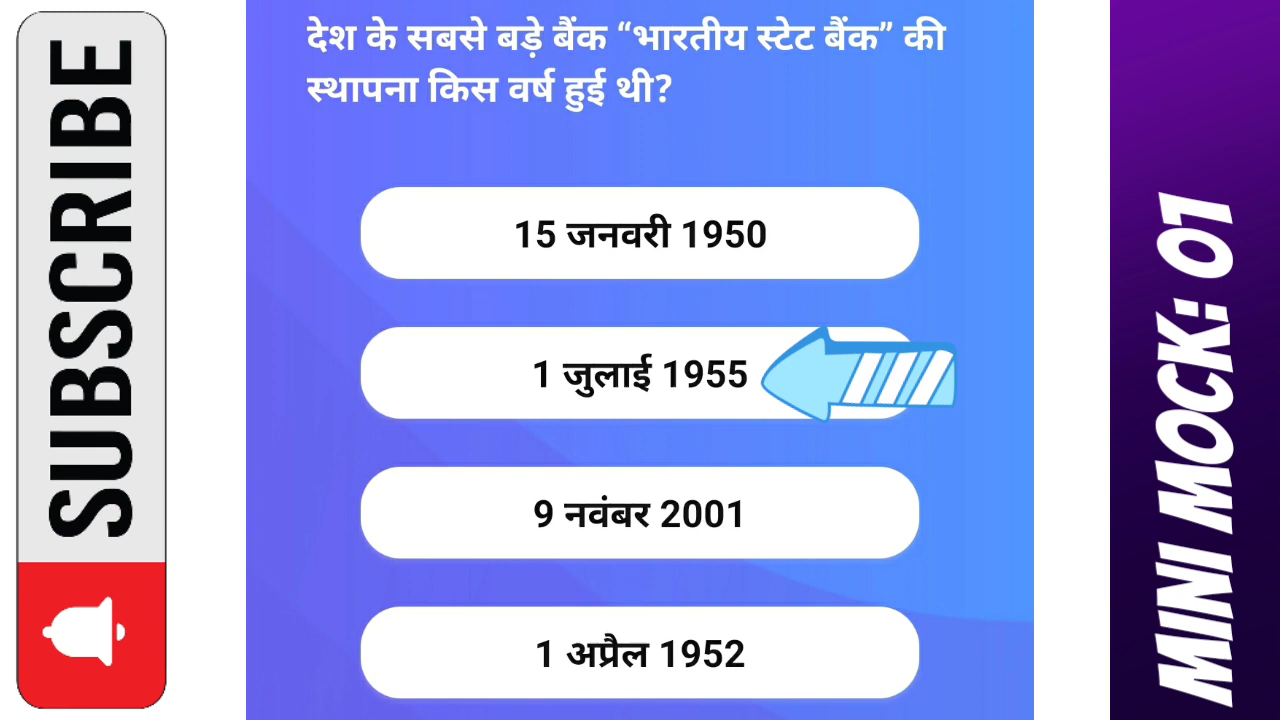 SUBSCRIBE
देश के सबसे बड़े बैंक “भारतीय स्टेट बैंक” की
स्थापना किस वर्ष हुई थी?
15 जनवरी 1950
1 जुलाई 1955
9 नवंबर 2001
1 अप्रैल 1952
MINI MOCK: 01